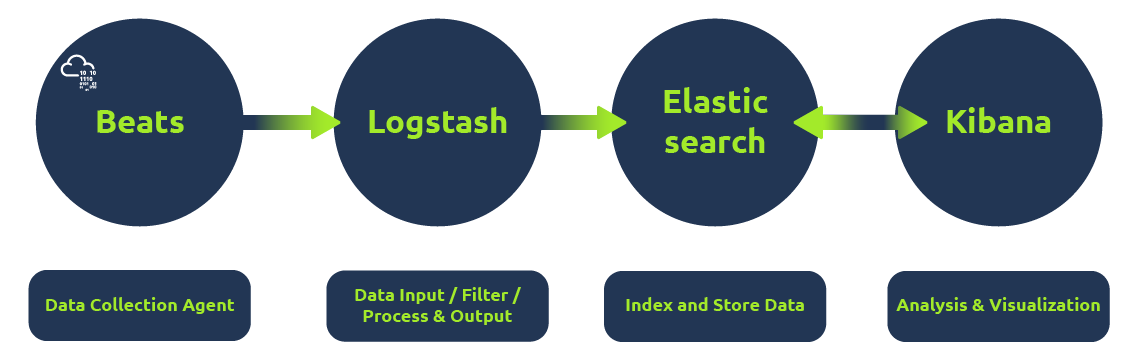 Beats
Logstash
Elastic
search
Kibana
Data Collection Agent
Data Input / Filter /
Process & Output
Index and Store Data
Analysis & Visualization